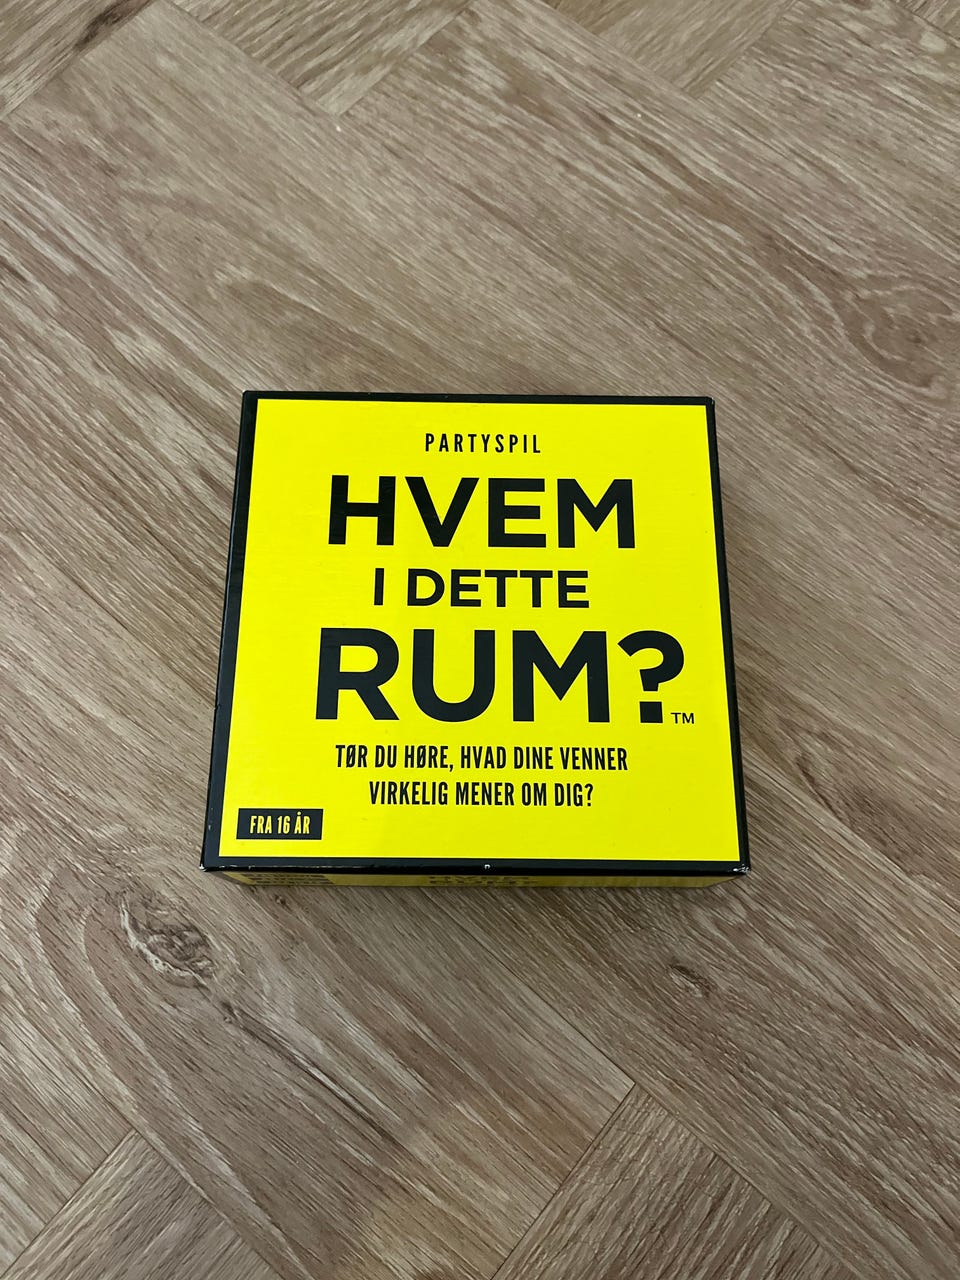 PARTYSPIL
HVEM
I DETTE
RUM?™
TØR DU HØRE, HVAD DINE VENNER
VIRKELIG MENER OM DIG?
FRA 16 ÅR